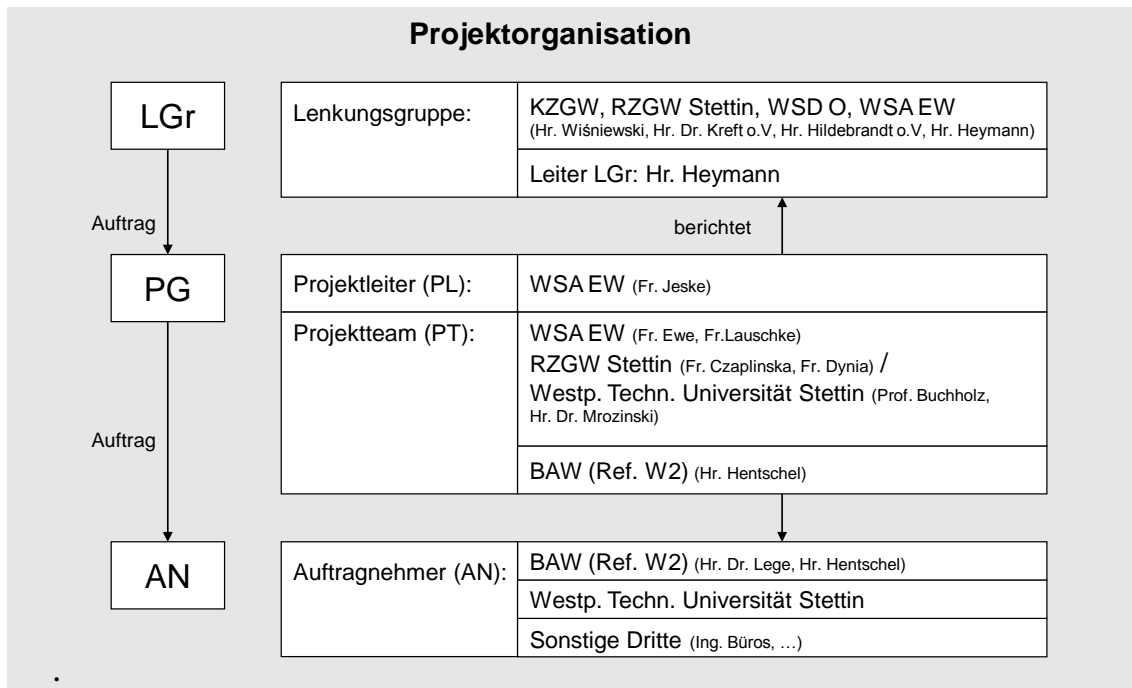 Projektorganisation
LGr
Lenkungsgruppe:
KZGW, RZGW Stettin, WSD O, WSA EW
(Hr. Wiśniewski, Hr. Dr. Kreft o.V, Hr. Hildebrandt o.V, Hr. Heymann)
Leiter LGr: Hr. Heymann
Auftrag
berichtet
PG
Projektleiter (PL):
WSA EW (Fr. Jeske)
Projektteam (PT):
WSA EW (Fr. Ewe, Fr.Lauschke)
RZGW Stettin (Fr. Czaplinska, Fr. Dynia) /
Westp. Techn. Universität Stettin (Prof. Buchholz,
Hr. Dr. Mrozinski)
Auftrag
BAW (Ref. W2) (Hr. Hentschel)
AN
Auftragnehmer (AN):
BAW (Ref. W2) (Hr. Dr. Lege, Hr. Hentschel)
Westp. Techn. Universität Stettin
Sonstige Dritte (Ing. Büros, …)
.